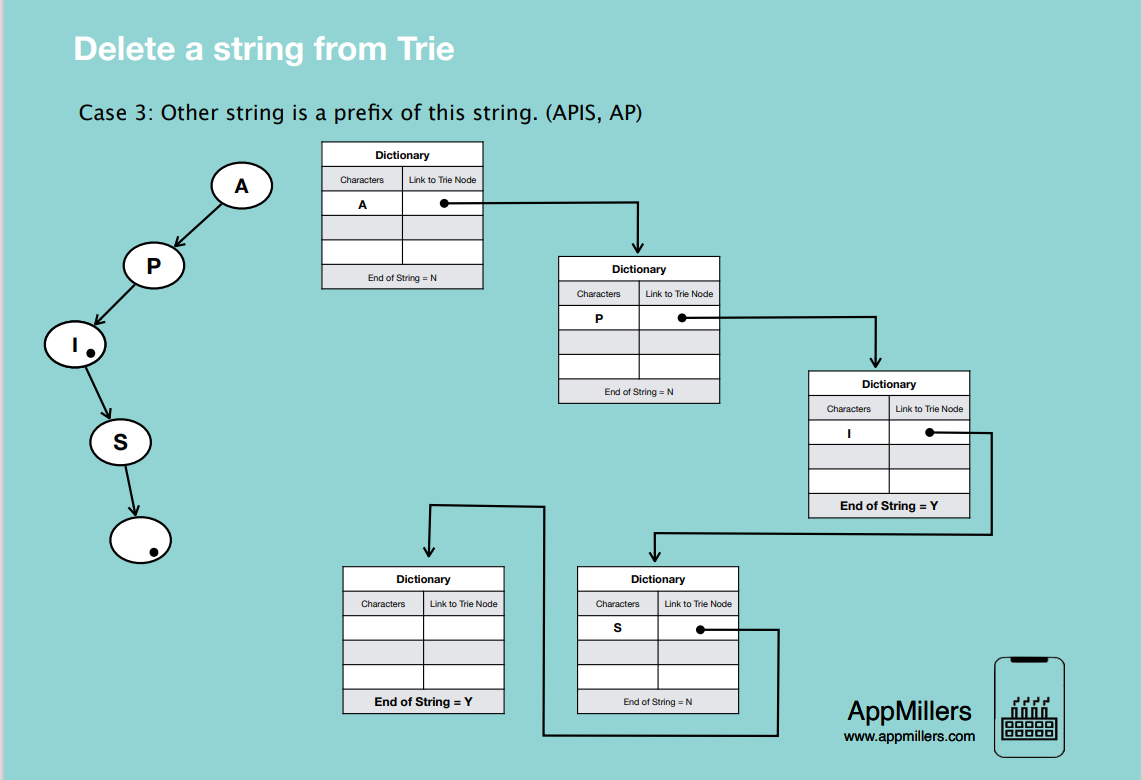 Delete a string from Trie
Case 3: Other string is a prefix of this string. (APIS, AP)
A
P
I
S
Dictionary
Characters Link to Trie Node
A
End of String = N
Dictionary
Characters Link to Trie Node
P
End of String = N
Dictionary
Characters Link to Trie Node
I
End of String = Y
Dictionary
Characters Link to Trie Node
S
End of String = N
Dictionary
Characters Link to Trie Node
End of String = Y
AppMillers
www.appmillers.com